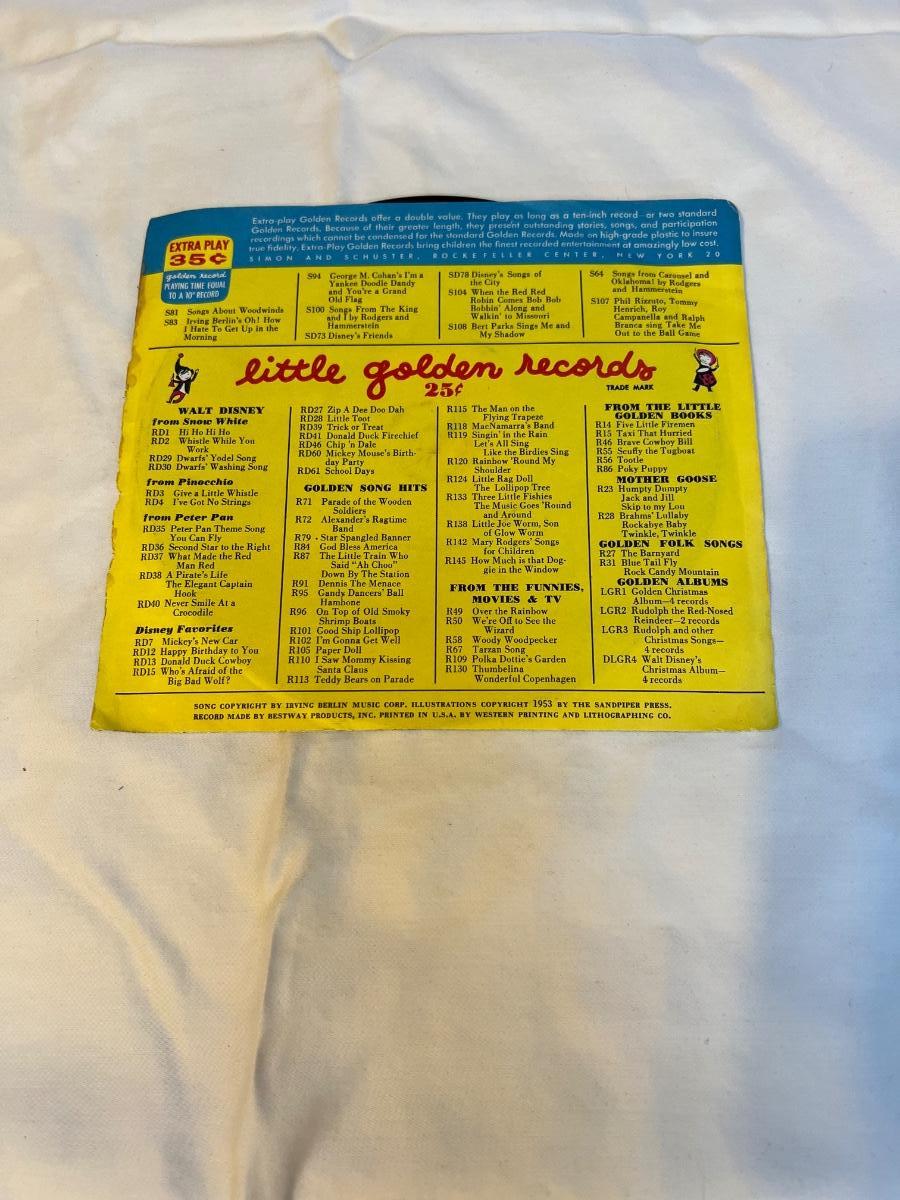 Extra-play Golden Records offer a double value. They play as long as a ten-inch record—or two standard
Golden Records. Because of their greater length, they present outstanding stories, songs, and participation
recordings which cannot be condensed for the standard Golden Records. Made on high-grade plastic to insure
true fidelity, Extra-Play Golden Records bring children the finest recorded entertainment at amazingly low cost.
SIMON AND SCHUSTER, ROCKEFELLER CENTER, NEW YORK 20
EXTRA PLAY
35¢
golden record
PLAYING TIME EQUAL
TO A 10" RECORD
S81 Songs About Woodwinds
S83 Irving Berlin's Oh! How
I Hate To Get Up in the
Morning
S94 George M. Cohan's I'm a
Yankee Doodle Dandy
and You're a Grand
Old Flag
S100 Songs From The King
and I by Rodgers and
Hammerstein
SD73 Disney's Friends
SD78 Disney's Songs of
the City
S104 When the Red Red
Robin Comes Bob Bob
Bobbin' Along and
Walkin' to Missouri
S108 Bert Parks Sings Me and
My Shadow
S64 Songs from Carousel and
Oklahoma! by Rodgers
and Hammerstein
S107 Phil Rizzuto, Tommy
Henrich, Roy
Campanella and Ralph
Branca sing Take Me
Out to the Ball Game
little golden records
25¢
TRADE MARK
WALT DISNEY
from Snow White
RD1 Hi Ho Hi Ho
RD2 Whistle While You
Work
RD29 Dwarfs' Yodel Song
RD30 Dwarfs' Washing Song
from Pinocchio
RD3 Give a Little Whistle
RD4 I've Got No Strings
from Peter Pan
RD35 Peter Pan Theme Song
You Can Fly
RD36 Second Star to the Right
RD37 What Made the Red
Man Red
RD38 A Pirate's Life
The Elegant Captain
Hook
RD40 Never Smile At a
Crocodile
Disney Favorites
RD7 Mickey's New Car
RD12 Happy Birthday to You
RD13 Donald Duck Cowboy
RD15 Who's Afraid of the
Big Bad Wolf?
RD27 Zip A Dee Doo Dah
RD28 Little Toot
RD39 Trick or Treat
RD41 Donald Duck Firechief
RD46 Chip 'n Dale
RD60 Mickey Mouse's Birth-
day Party
RD61 School Days
GOLDEN SONG HITS
R71 Parade of the Wooden
Soldiers
R72 Alexander's Ragtime
Band
R79 Star Spangled Banner
R84 God Bless America
R87 The Little Train Who
Said "Ah Choo"
Down By The Station
R91 Dennis The Menace
R95 Gandy Dancers' Ball
Hambone
R96 On Top of Old Smoky
Shrimp Boats
R101 Good Ship Lollipop
R102 I'm Gonna Get Well
R105 Paper Doll
R110 I Saw Mommy Kissing
Santa Claus
R113 Teddy Bears on Parade
R115 The Man on the
Flying Trapeze
R118 MacNamarra's Band
R119 Singin' in the Rain
Let's All Sing
Like the Birdies Sing
R120 Rainbow 'Round My
Shoulder
R124 Little Rag Doll
The Lollipop Tree
R133 Three Little Fishies
The Music Goes 'Round
and Around
R138 Little Joe Worm, Son
of Glow Worm
R142 Mary Rodgers' Songs
for Children
R145 How Much is that Dog-
gie in the Window
FROM THE FUNNIES,
MOVIES & TV
R49 Over the Rainbow
R50 We're Off to See the
Wizard
R58 Woody Woodpecker
R67 Tarzan Song
R109 Polka Dottie's Garden
R130 Thumbelina
Wonderful Copenhagen
FROM THE LITTLE
GOLDEN BOOKS
R14 Five Little Firemen
R15 Taxi That Hurried
R46 Brave Cowboy Bill
R55 Scuffy the Tugboat
R56 Tootle
R86 Poky Puppy
MOTHER GOOSE
R23 Humpty Dumpty
Jack and Jill
Skip to my Lou
R28 Brahms' Lullaby
Rockabye Baby
Twinkle, Twinkle
GOLDEN FOLK SONGS
R27 The Barnyard
R31 Blue Tail Fly
Rock Candy Mountain
GOLDEN ALBUMS
LGR1 Golden Christmas
Album—4 records
LGR2 Rudolph the Red-Nosed
Reindeer—2 records
LGR3 Rudolph and other
Christmas Songs—
4 records
DLGR4 Walt Disney's
Christmas Album—
4 records
SONG COPYRIGHT BY IRVING BERLIN MUSIC CORP. ILLUSTRATIONS COPYRIGHT 1953 BY THE SANDPIPER PRESS.
RECORD MADE BY BESTWAY PRODUCTS, INC. PRINTED IN U.S.A. BY WESTERN PRINTING AND LITHOGRAPHING CO.